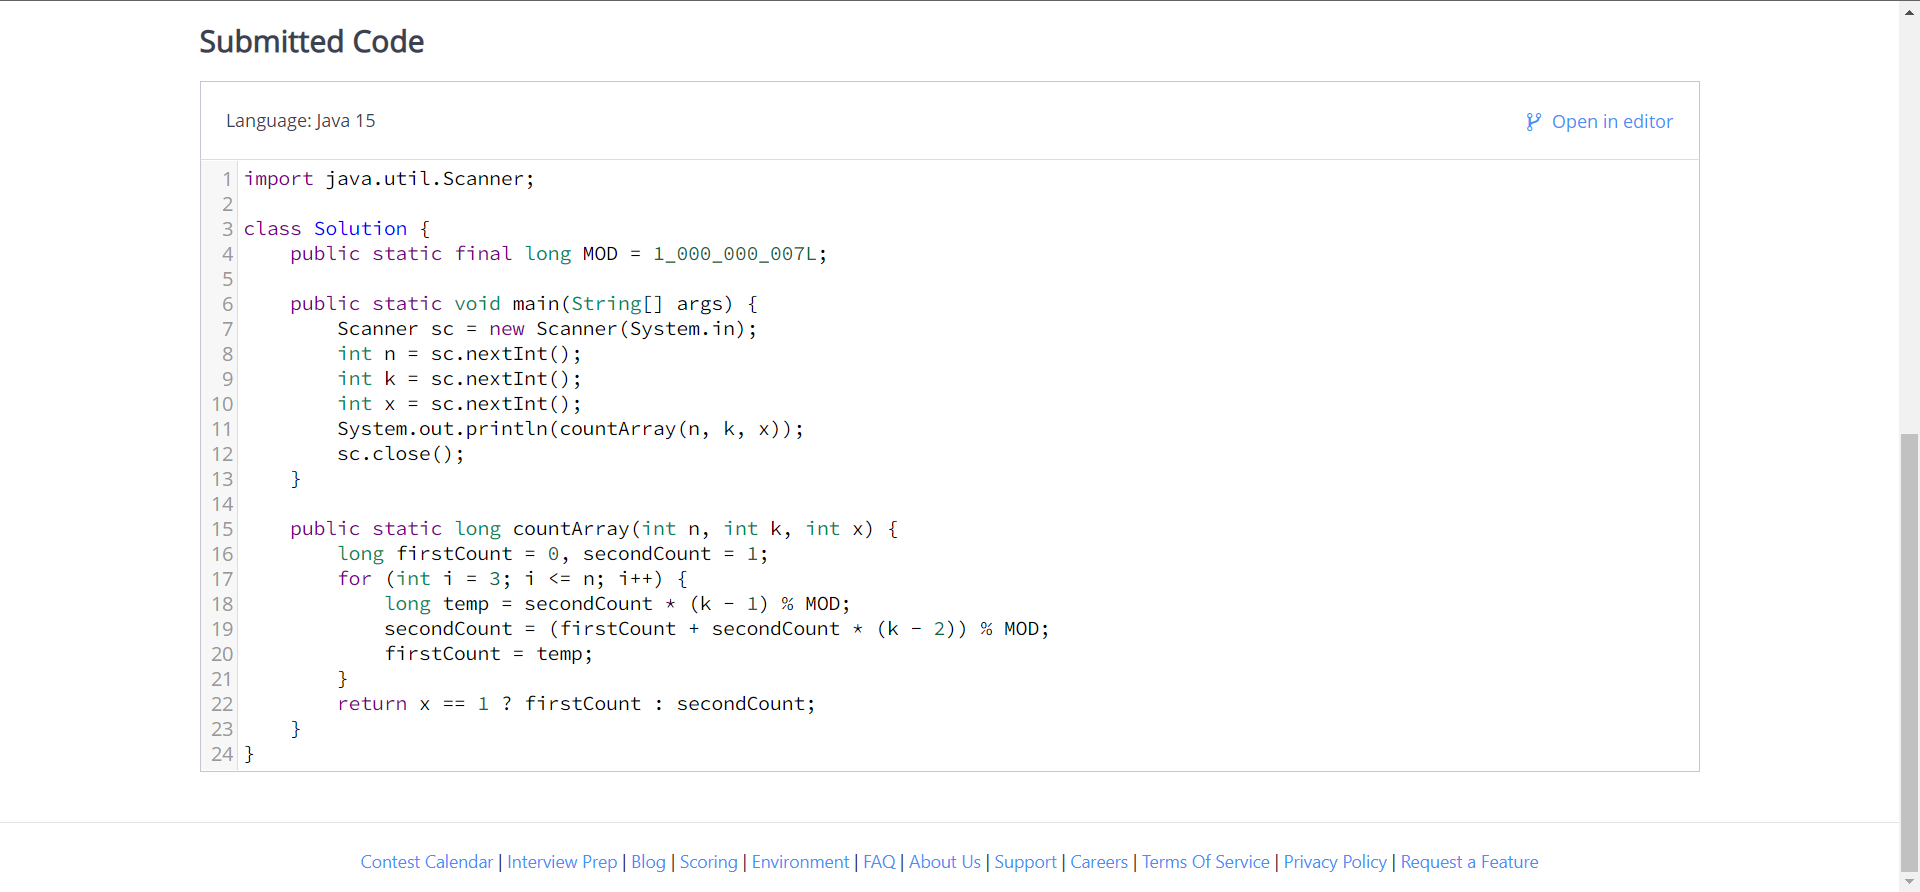 Submitted Code
Language: Java 15
Open in editor
1 import java.util.Scanner;
2
3 class Solution {
4     public static final long MOD = 1_000_000_007L;
5
6     public static void main(String[] args) {
7         Scanner sc = new Scanner(System.in);
8         int n = sc.nextInt();
9         int k = sc.nextInt();
10         int x = sc.nextInt();
11         System.out.println(countArray(n, k, x));
12         sc.close();
13     }
14
15     public static long countArray(int n, int k, int x) {
16         long firstCount = 0, secondCount = 1;
17         for (int i = 3; i <= n; i++) {
18             long temp = secondCount * (k - 1) % MOD;
19             secondCount = (firstCount + secondCount * (k - 2)) % MOD;
20             firstCount = temp;
21         }
22         return x == 1 ? firstCount : secondCount;
23     }
24 }
Contest Calendar | Interview Prep | Blog | Scoring | Environment | FAQ | About Us | Support | Careers | Terms Of Service | Privacy Policy | Request a Feature